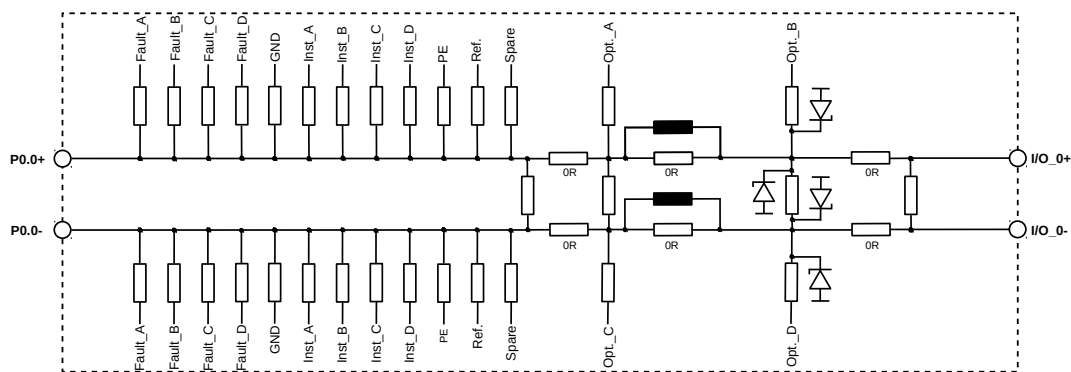 Fault_A
Fault_B
Fault_C
Fault_D
GND
Inst_A
Inst_B
Inst_C
Inst_D
PE
Ref.
Spare
Opt._A
Opt._B
P0.0+
0R
0R
0R
I/O_0+
P0.0-
0R
0R
0R
I/O_0-
Fault_A
Fault_B
Fault_C
Fault_D
GND
Inst_A
Inst_B
Inst_C
Inst_D
PE
Ref.
Spare
Opt._C
Opt._D